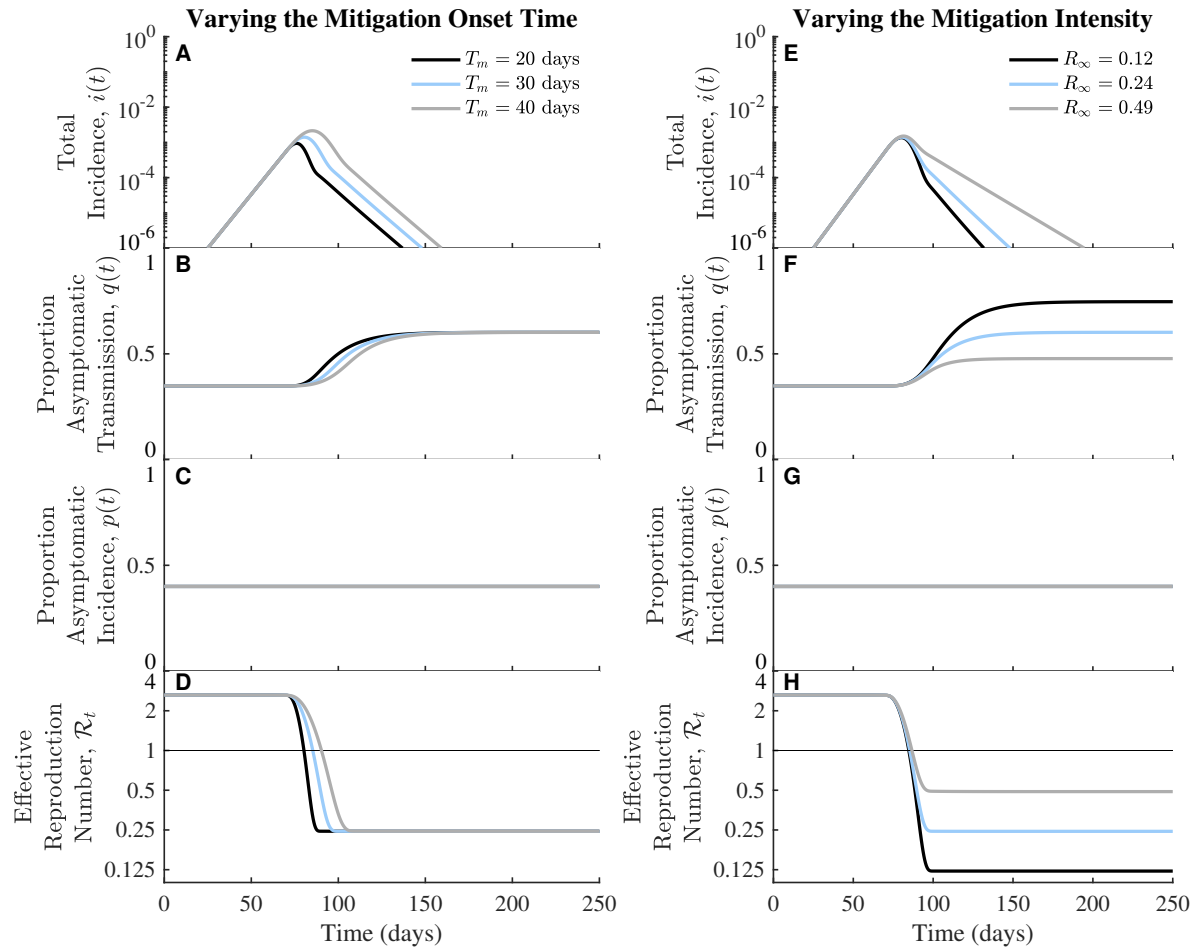 Varying the Mitigation Onset Time
A
10^0
10^-2
10^-4
10^-6
Total
Incidence, i(t)
T_m = 20 days
T_m = 30 days
T_m = 40 days
B
1
0.5
0
Proportion
Asymptomatic
Transmission, q(t)
C
1
0.5
0
Proportion
Asymptomatic
Incidence, p(t)
D
4
2
1
0.5
0.25
0.125
Effective
Reproduction
Number, R_t
0 50 100 150 200 250
Time (days)
Varying the Mitigation Intensity
E
10^0
10^-2
10^-4
10^-6
Total
Incidence, i(t)
R_∞ = 0.12
R_∞ = 0.24
R_∞ = 0.49
F
1
0.5
0
Proportion
Asymptomatic
Transmission, q(t)
G
1
0.5
0
Proportion
Asymptomatic
Incidence, p(t)
H
4
2
1
0.5
0.25
0.125
Effective
Reproduction
Number, R_t
0 50 100 150 200 250
Time (days)